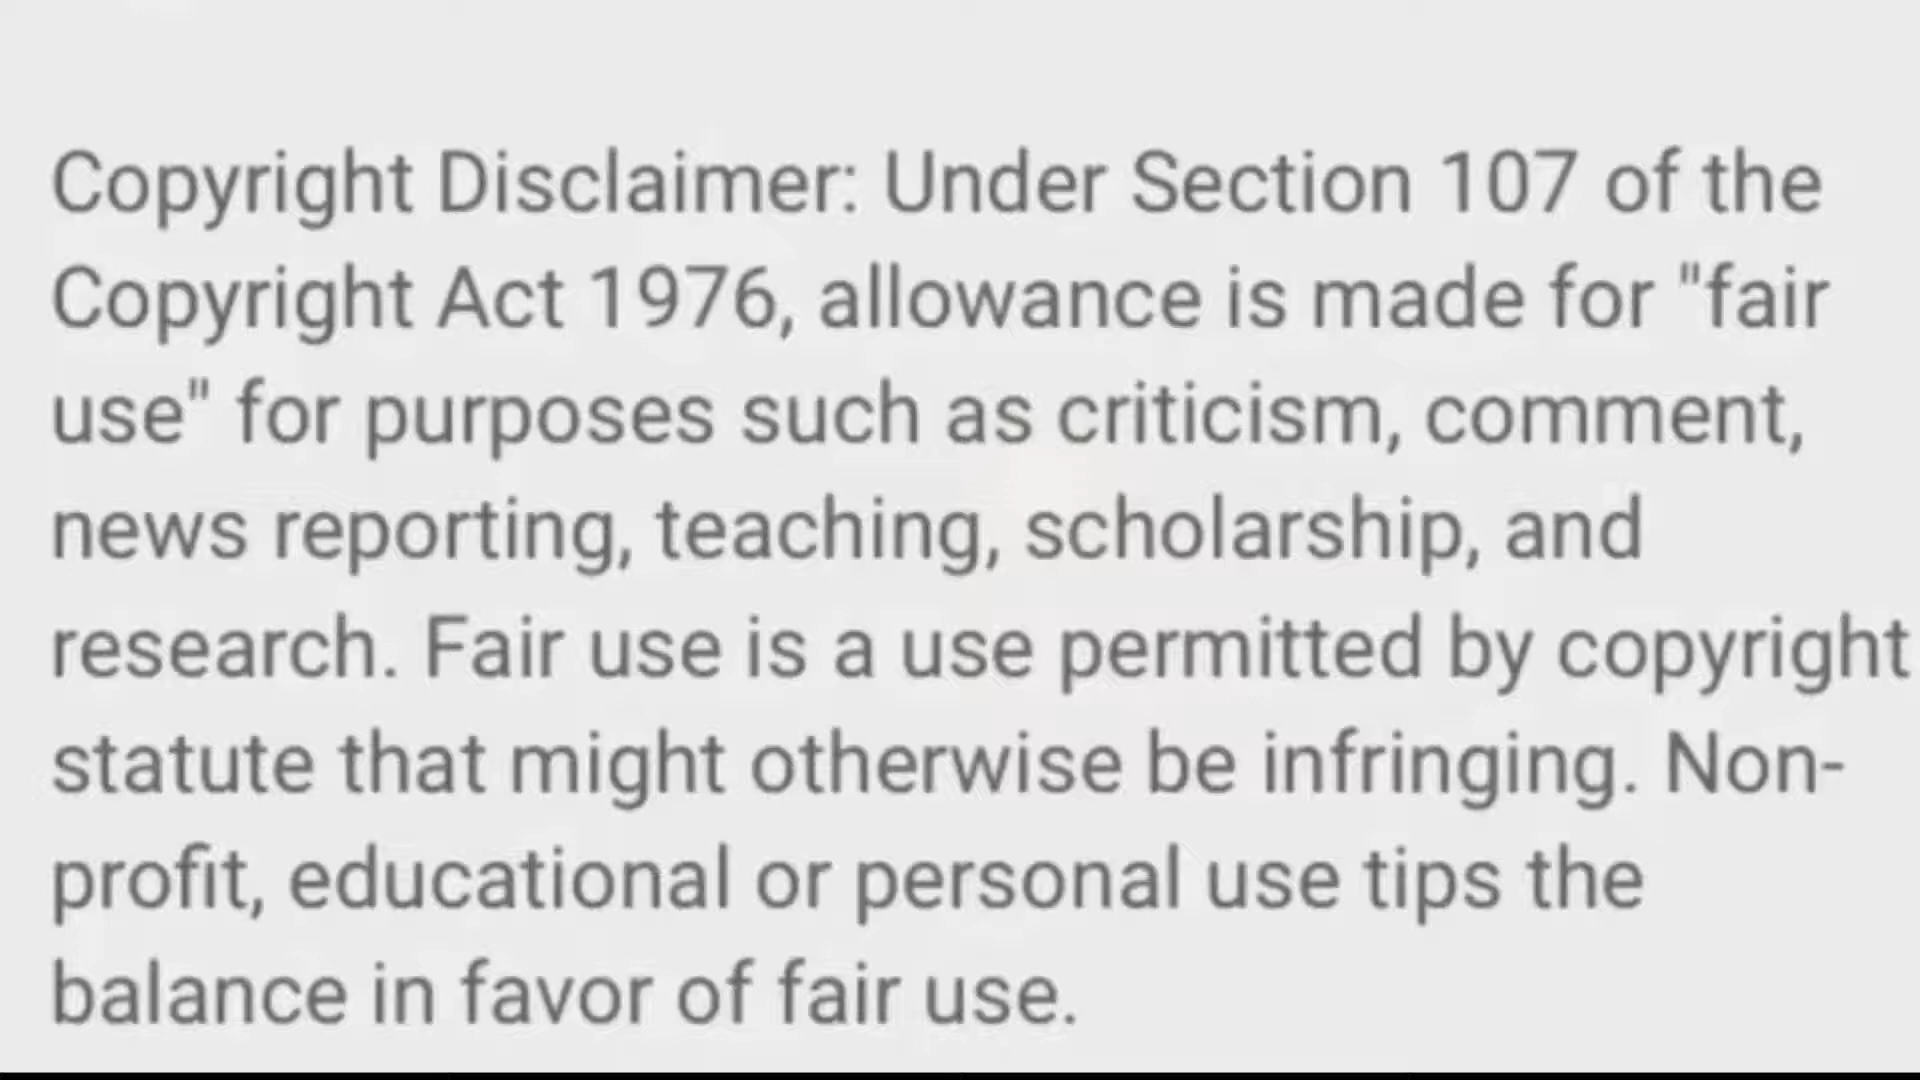 Copyright Disclaimer: Under Section 107 of the
Copyright Act 1976, allowance is made for "fair
use" for purposes such as criticism, comment,
news reporting, teaching, scholarship, and
research. Fair use is a use permitted by copyright
statute that might otherwise be infringing. Non-
profit, educational or personal use tips the
balance in favor of fair use.